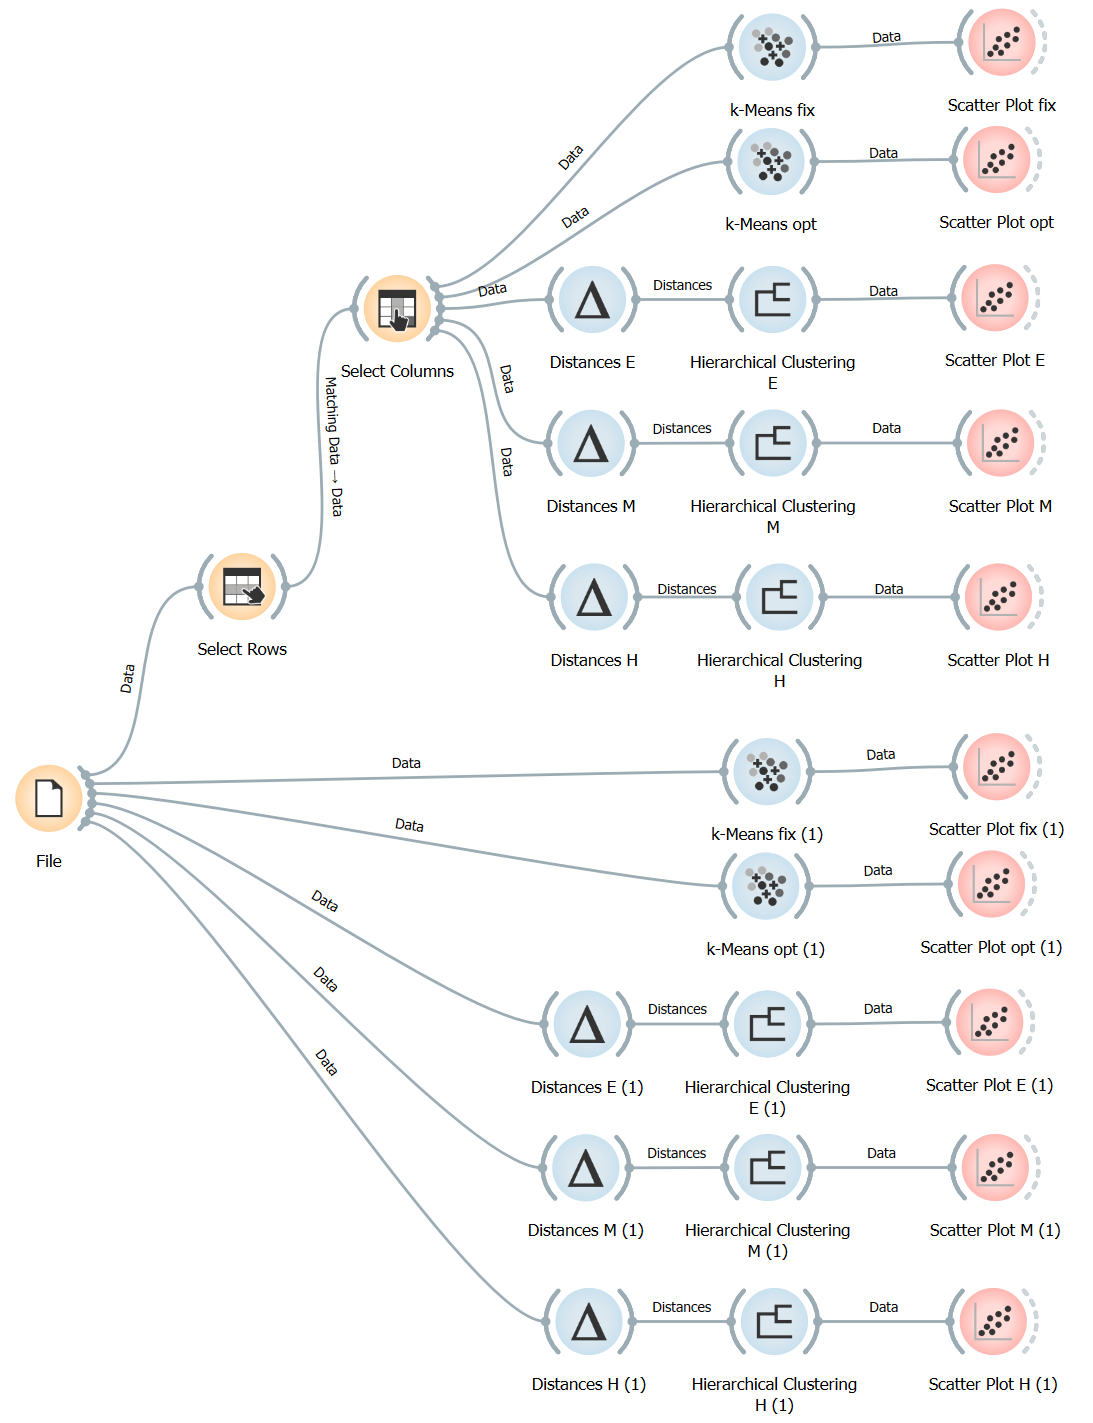 Data
Data
k-Means fix
Scatter Plot fix
Data
Data
k-Means opt
Scatter Plot opt
Data
Distances
Data
Select Columns
Distances E
Hierarchical Clustering
E
Scatter Plot E
Matching Data → Data
Data
Distances
Data
Distances M
Hierarchical Clustering
M
Scatter Plot M
Data
Distances
Data
Select Rows
Distances H
Hierarchical Clustering
H
Scatter Plot H
Data
Data
Data
k-Means fix (1)
Scatter Plot fix (1)
File
Data
Data
k-Means opt (1)
Scatter Plot opt (1)
Data
Distances
Data
Distances E (1)
Hierarchical Clustering
E (1)
Scatter Plot E (1)
Data
Distances
Data
Distances M (1)
Hierarchical Clustering
M (1)
Scatter Plot M (1)
Data
Distances
Data
Distances H (1)
Hierarchical Clustering
H (1)
Scatter Plot H (1)